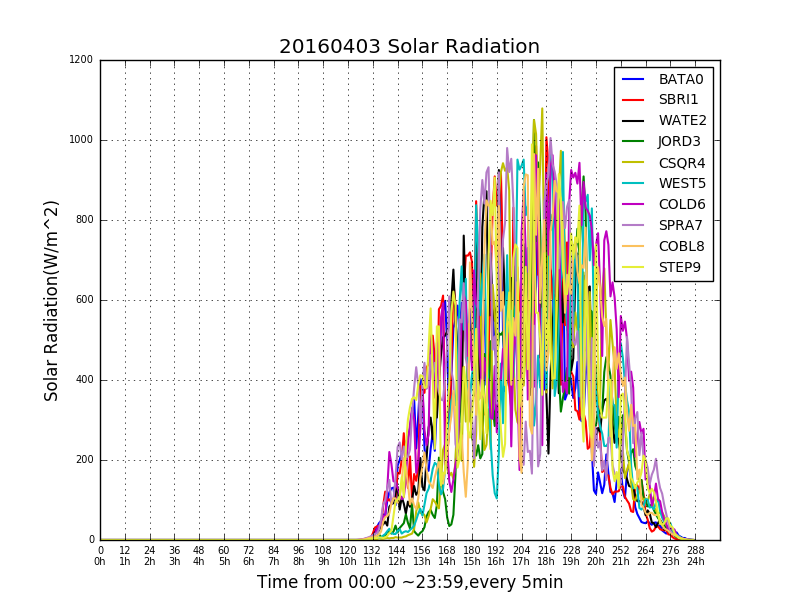 20160403 Solar Radiation
1200
1000
800
600
400
200
0
Solar Radiation(W/m^2)
BATA0
SBRI1
WATE2
JORD3
CSQR4
WEST5
COLD6
SPRA7
COBL8
STEP9
0 12 24 36 48 60 72 84 96 108 120 132 144 156 168 180 192 204 216 228 240 252 264 276 288
0h 1h 2h 3h 4h 5h 6h 7h 8h 9h 10h 11h 12h 13h 14h 15h 16h 17h 18h 19h 20h 21h 22h 23h 24h
Time from 00:00 ~23:59,every 5min